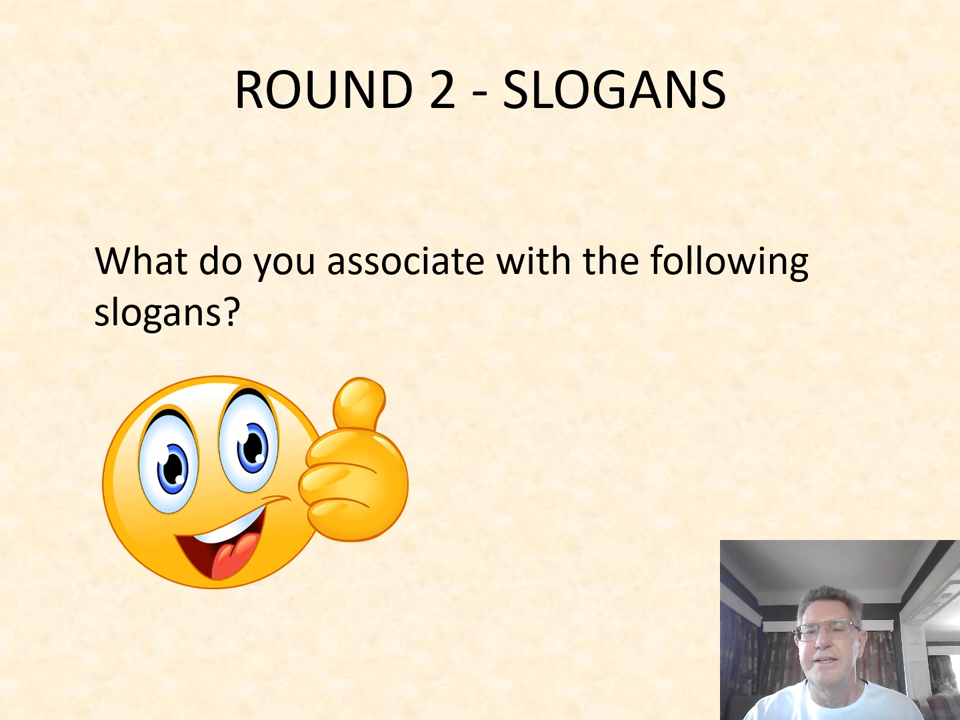 ROUND 2 - SLOGANS
What do you associate with the following
slogans?